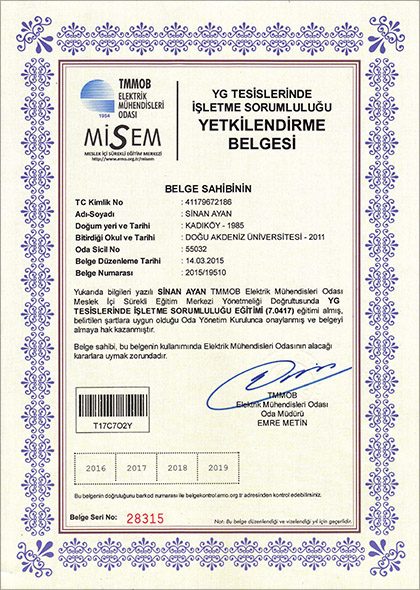 TMMOB
ELEKTRİK
MÜHENDİSLERİ
ODASI
1954
MİSEM
MESLEK İÇİ SÜREKLİ EĞİTİM MERKEZİ
http://www.emo.org.tr/misem
YG TESİSLERİNDE
İŞLETME SORUMLULUĞU
YETKİLENDİRME
BELGESİ
BELGE SAHİBİNİN
TC Kimlik No : 41179672186
Adı-Soyadı : SİNAN AYAN
Doğum yeri ve Tarihi : KADIKÖY - 1985
Bitirdiği Okul ve Tarihi : DOĞU AKDENİZ ÜNİVERSİTESİ - 2011
Oda Sicil No : 55032
Belge Düzenleme Tarihi : 14.03.2015
Belge Numarası : 2015/19510
Yukarıda bilgileri yazılı SİNAN AYAN TMMOB Elektrik Mühendisleri Odası
Meslek İçi Sürekli Eğitim Merkezi Yönetmeliği Doğrultusunda YG
TESİSLERİNDE İŞLETME SORUMLULUĞU EĞİTİMİ (7.0417) eğitimi almış,
belirtilen şartlara uygun olduğu Oda Yönetim Kurulunca onaylanmış ve belgeyi
almaya hak kazanmıştır.
Belge sahibi, bu belgenin kullanımında Elektrik Mühendisleri Odasının alacağı
kararlara uymak zorundadır.
TMMOB
Elektrik Mühendisleri Odası
Oda Müdürü
EMRE METİN
T17C7O2Y
2016 2017 2018 2019
Bu belgenin doğruluğunu barkod numarası ile belgekontrol.emo.org.tr adresinden kontrol edebilirsiniz.
Belge Seri No: 28315
Not: Bu belge düzenlendiği ve vizelendiği yıl için geçerlidir.